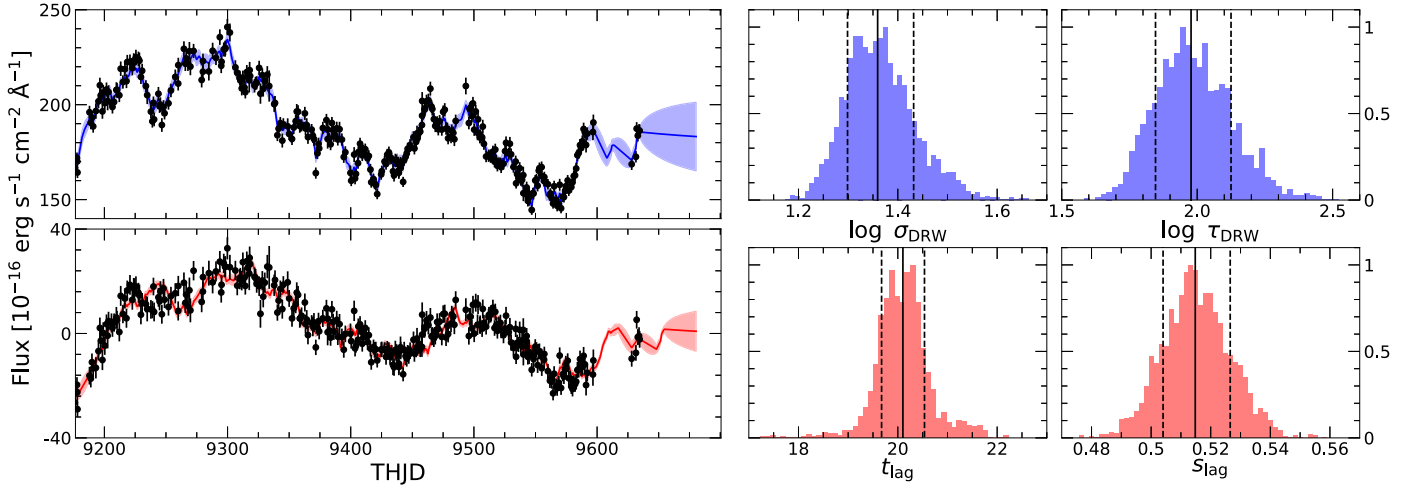 250
200
150
40
0
-40
Flux [10⁻¹⁶ erg s⁻¹ cm⁻² Å⁻¹]
9200 9300 9400 9500 9600
THJD
1.2 1.4 1.6
log σ_DRW
1.5 2.0 2.5
log τ_DRW
1
0.5
0
18 20 22
t_lag
0.48 0.5 0.52 0.54 0.56
s_lag
1
0.5
0